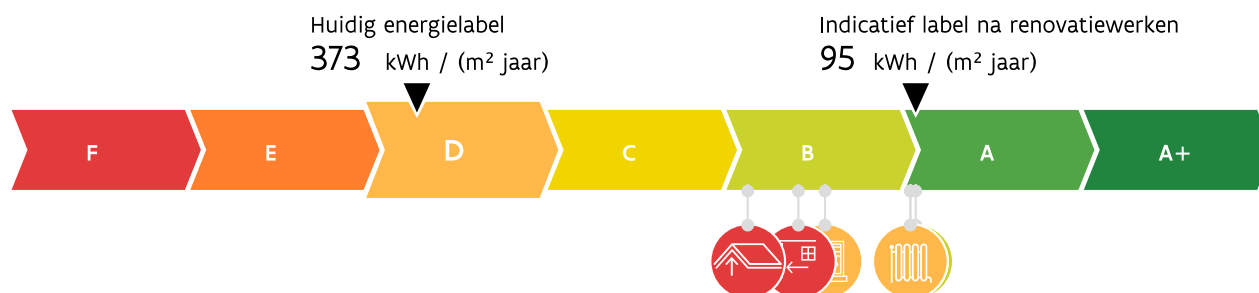 Huidig energielabel
373 kWh / (m² jaar)
Indicatief label na renovatiewerken
95 kWh / (m² jaar)
F E D C B A A+